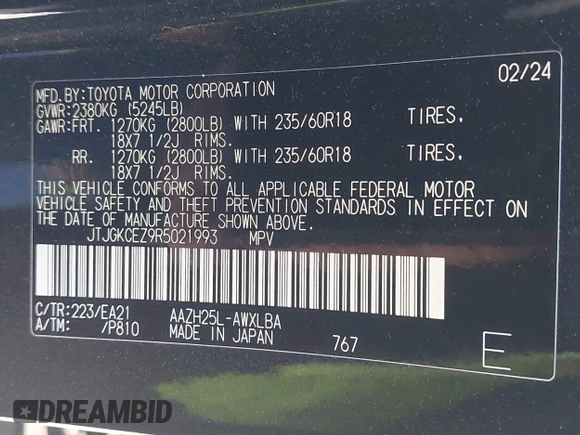 02/24
MFD.BY:TOYOTA MOTOR CORPORATION
GVWR:2380KG (5245LB)
GAWR:FRT. 1270KG (2800LB) WITH 235/60R18 TIRES.
18X7 1/2J RIMS.
RR. 1270KG (2800LB) WITH 235/60R18 TIRES,
18X7 1/2J RIMS.
THIS VEHICLE CONFORMS TO ALL APPLICABLE FEDERAL MOTOR
VEHICLE SAFETY AND THEFT PREVENTION STANDARDS IN EFFECT ON
THE DATE OF MANUFACTURE SHOWN ABOVE.
JTJGKCEZ9R5021993 MPV
C/TR:223/EA21 AAZH25L-AWXLBA
A/TM: /P810 MADE IN JAPAN 767 E
DREAMBID